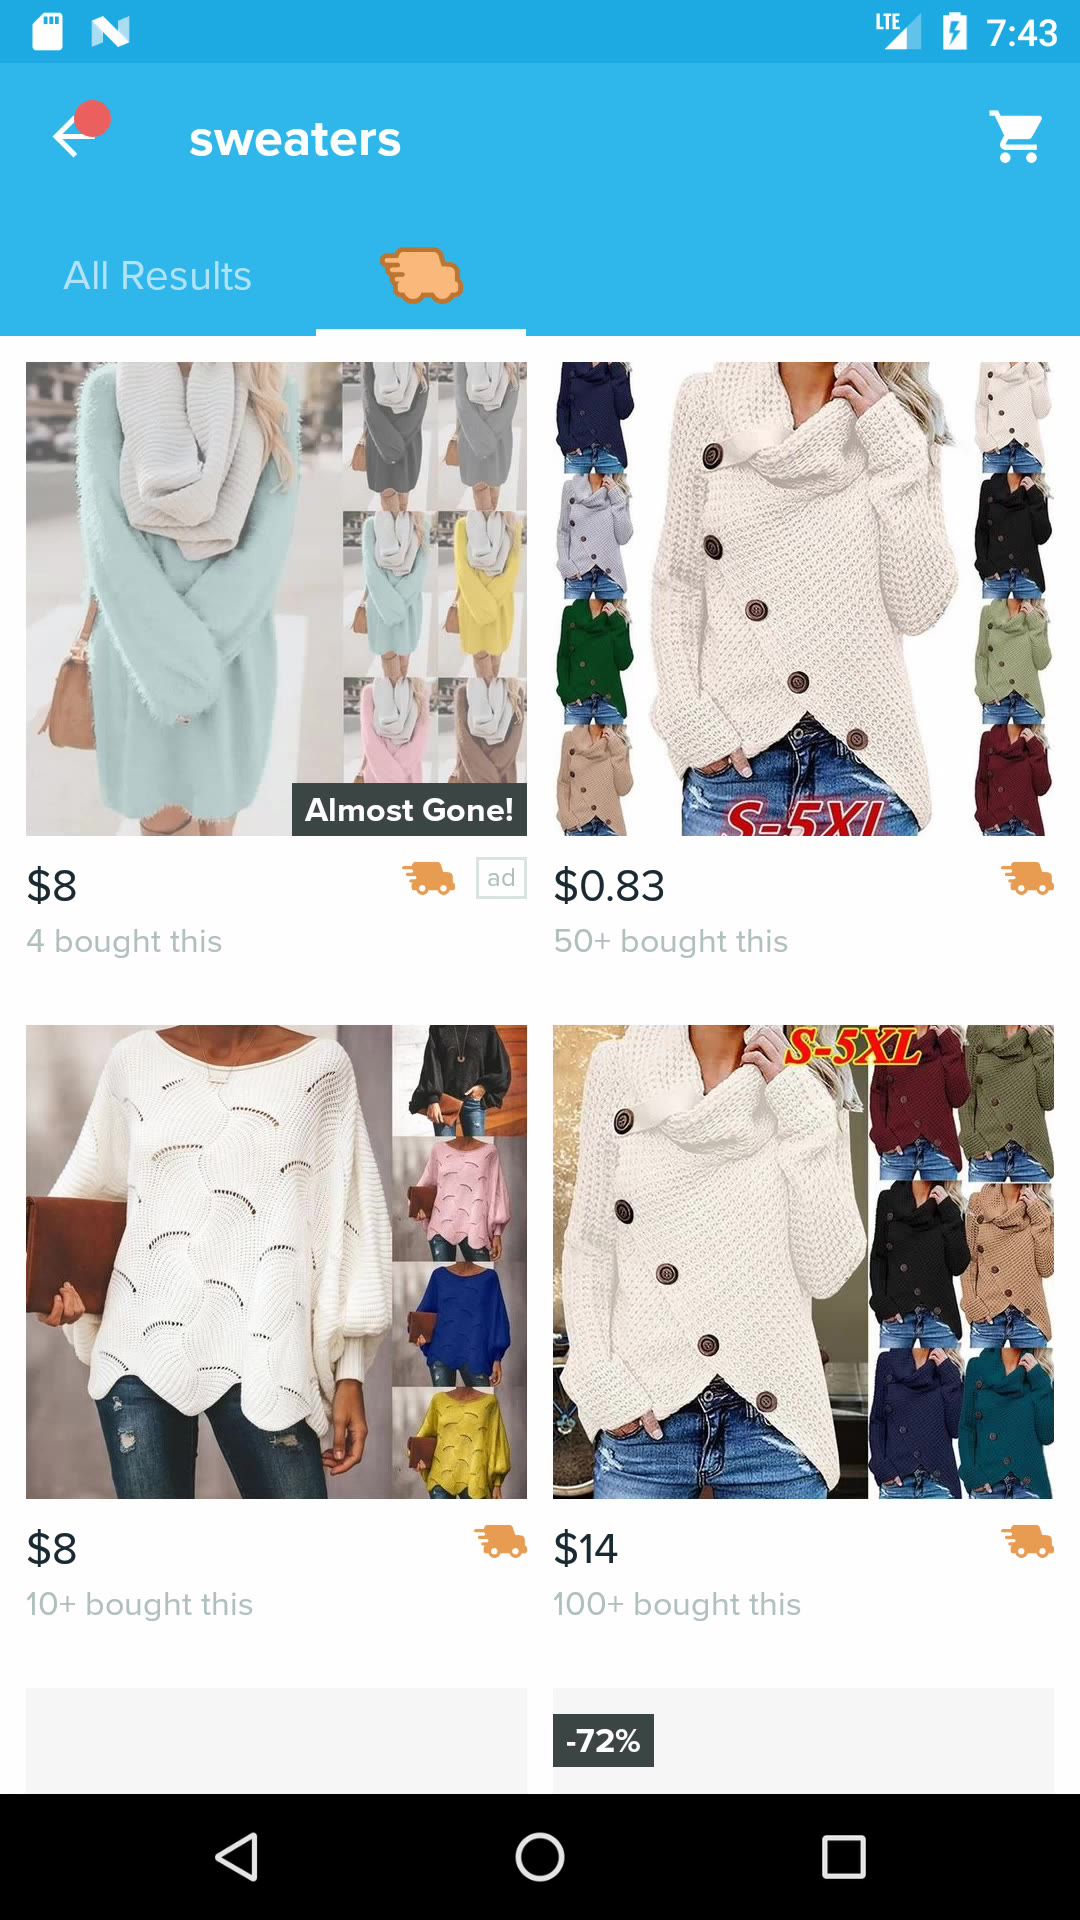 LTE 7:43
sweaters
All Results
Almost Gone!
S-5XL
$8 ad
4 bought this
$0.83
50+ bought this
S-5XL
$8
10+ bought this
$14
100+ bought this
-72%